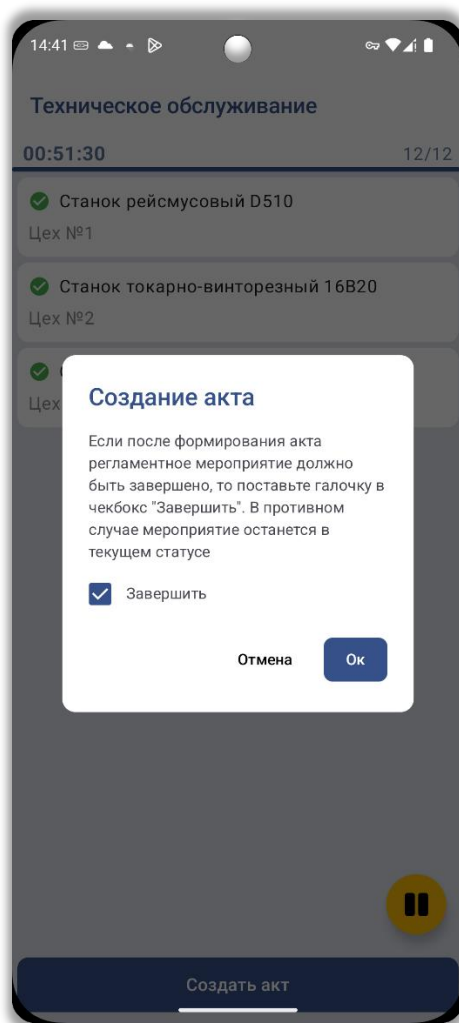 14:41
Техническое обслуживание
00:51:30 12/12
Станок рейсмусовый D510
Цех №1
Станок токарно-винторезный 16В20
Цех №2
Цех
Создание акта
Если после формирования акта
регламентное мероприятие должно
быть завершено, то поставьте галочку в
чекбокс "Завершить". В противном
случае мероприятие останется в
текущем статусе
Завершить
Отмена Ок
Создать акт